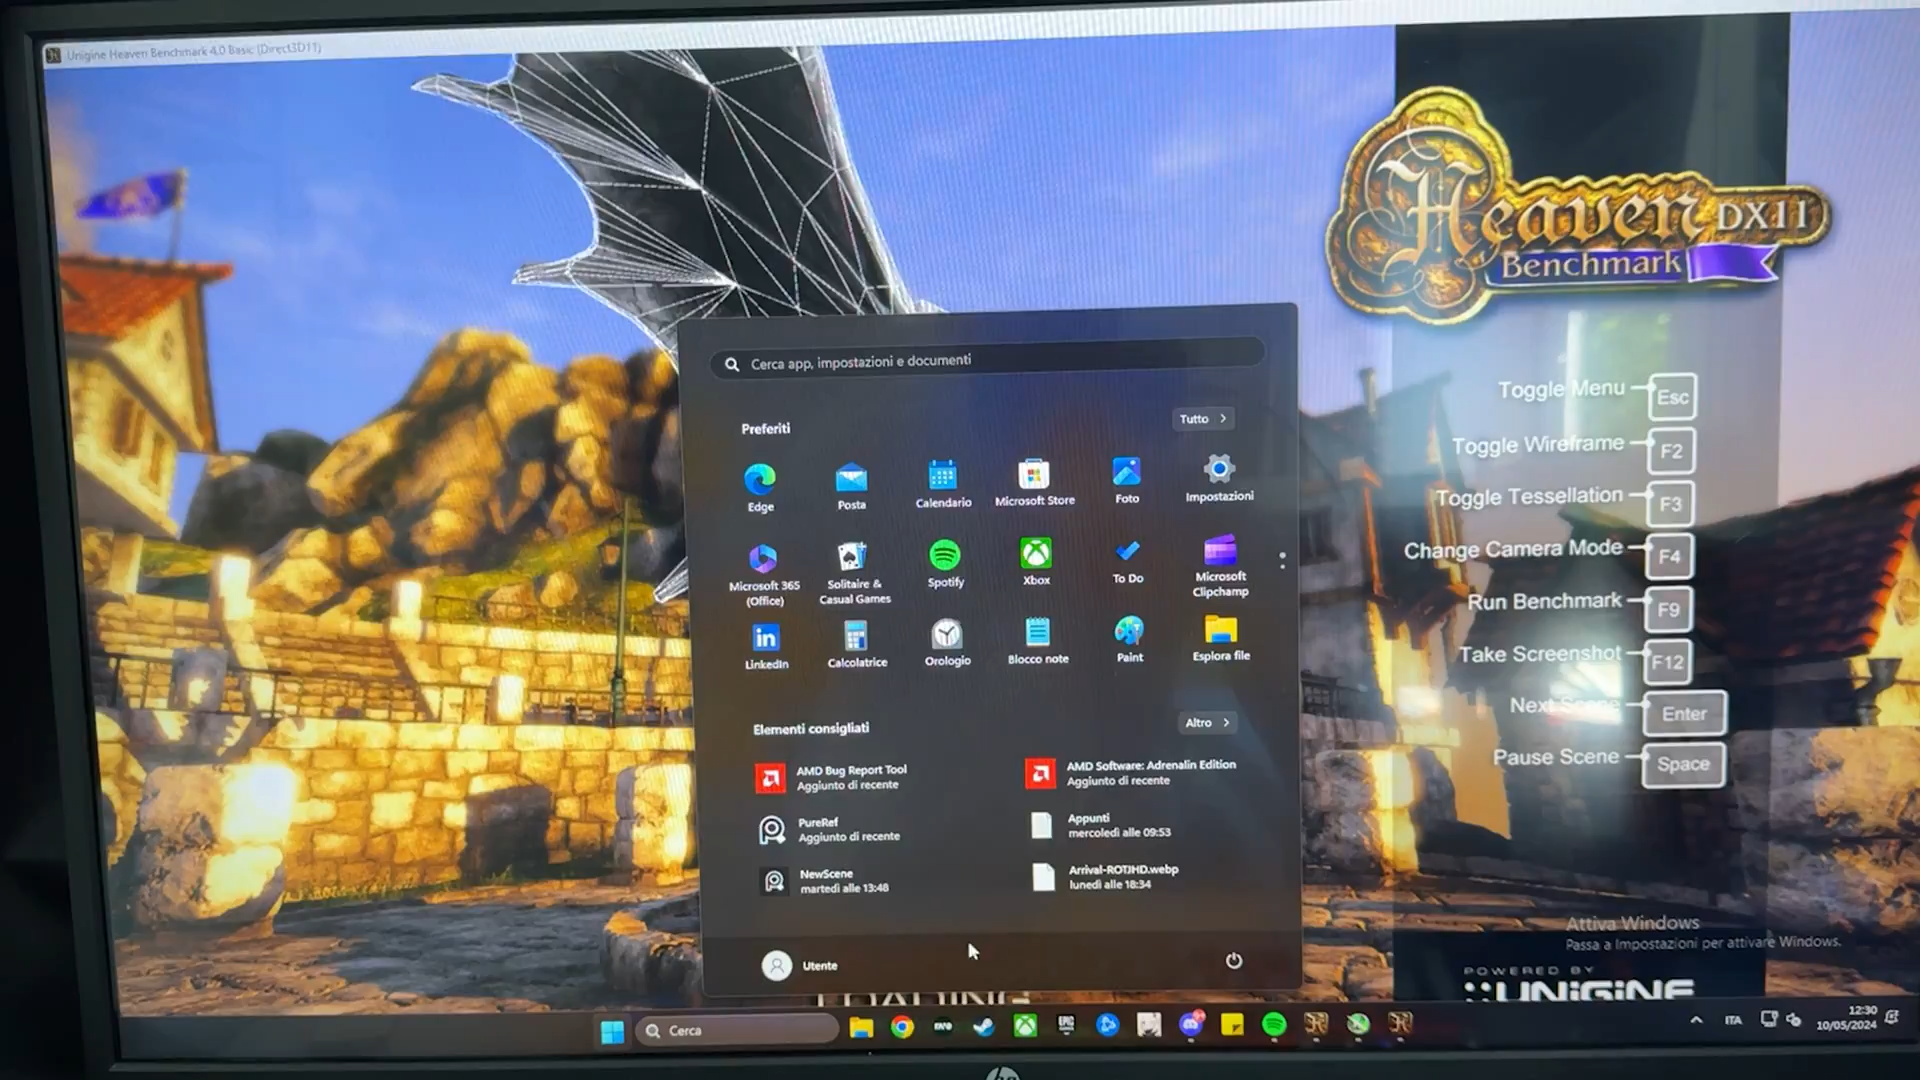 Unigine Heaven Benchmark 4.0 Basic (Direct3D11)
Heaven DX11
Benchmark
Toggle Menu Esc
Toggle Wireframe F2
Toggle Tessellation F3
Change Camera Mode F4
Run Benchmark F9
Take Screenshot F12
Next Scene Enter
Pause Scene Space
Cerca app, impostazioni e documenti
Preferiti
Tutto
Edge
Posta
Calendario
Microsoft Store
Foto
Impostazioni
Microsoft 365
(Office)
Solitaire &
Casual Games
Spotify
Xbox
To Do
Microsoft
Clipchamp
LinkedIn
Calcolatrice
Orologio
Blocco note
Paint
Esplora file
Elementi consigliati
Altro
AMD Bug Report Tool
Aggiunto di recente
AMD Software: Adrenalin Edition
Aggiunto di recente
PureRef
Aggiunto di recente
Appunti
mercoledì alle 09:53
NewScene
martedì alle 13:48
Arrival-ROTJHD.webp
lunedì alle 18:34
Utente
LOADING
Attiva Windows
Passa a Impostazioni per attivare Windows.
POWERED BY
UNIGINE
Cerca
EPIC
ITA
12:30
10/05/2024
hp